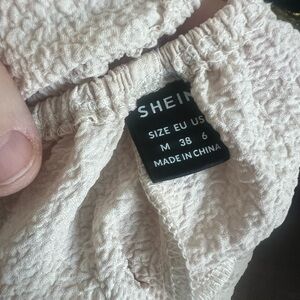 SHEIN
SIZE EU US
M 38 6
MADE IN CHINA